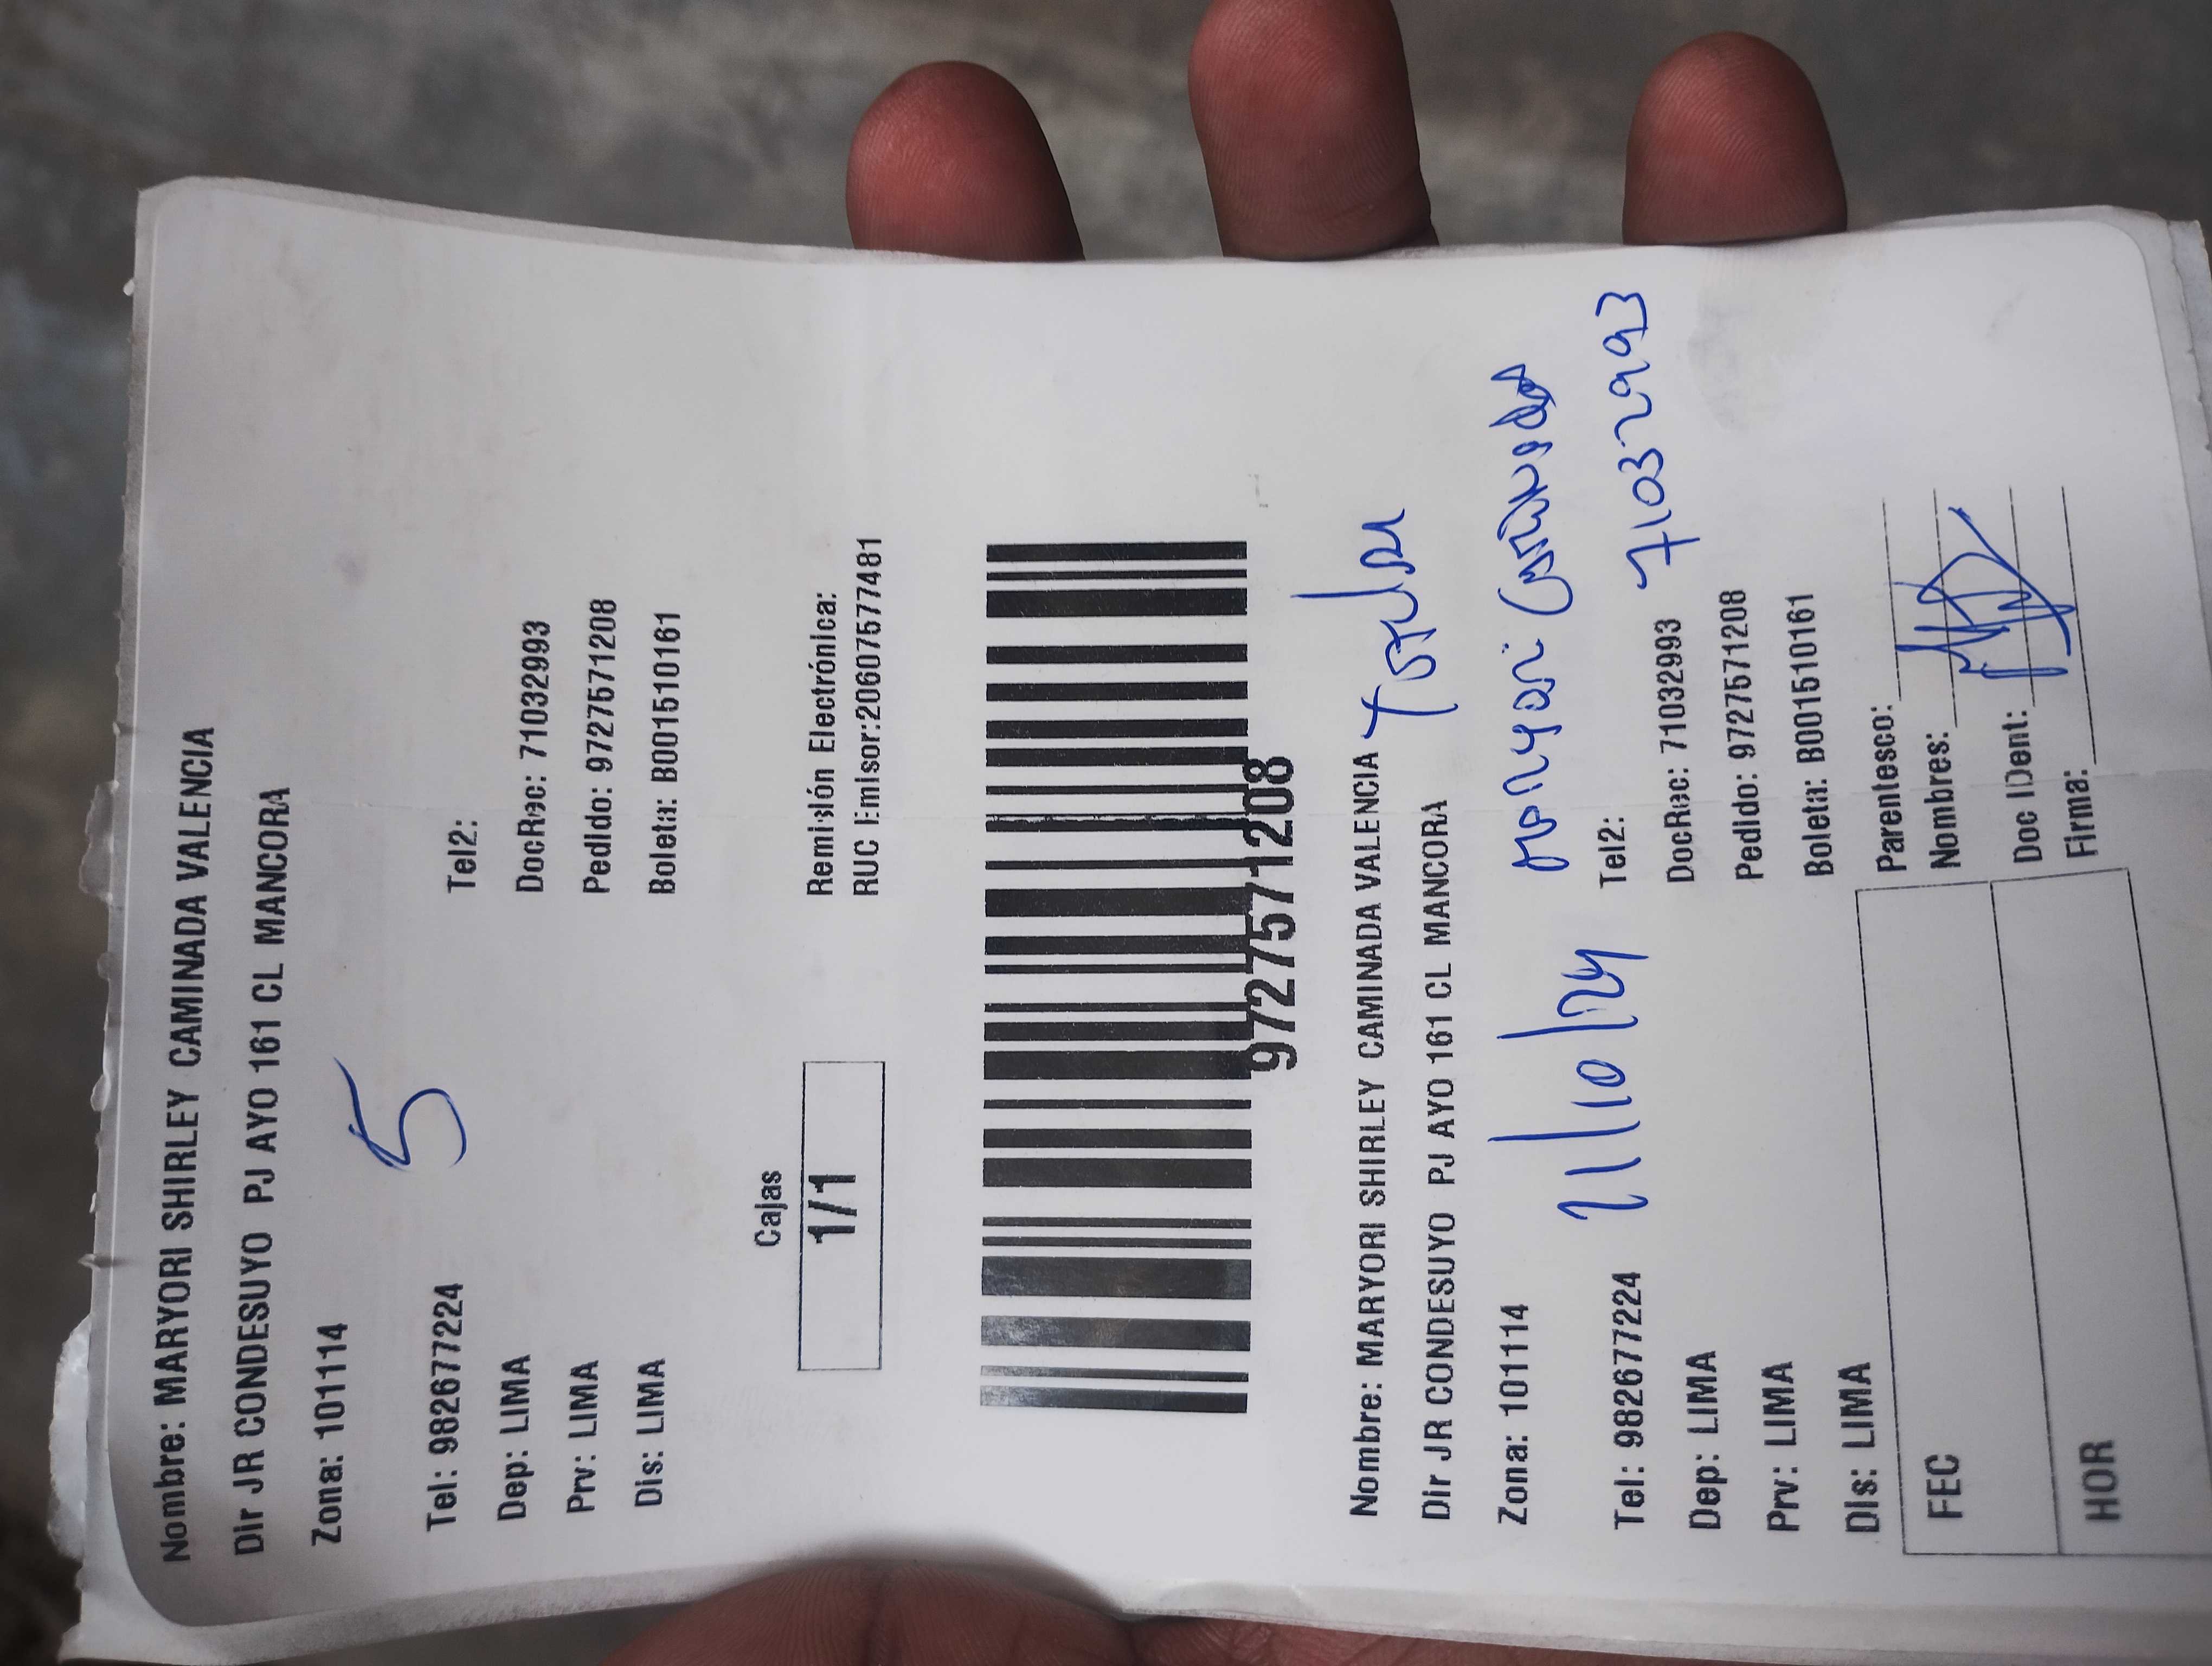 Nombre: MARYORI SHIRLEY CAMINADA VALENCIA
Dir JR CONDESUYO PJ AYO 161 CL MANCORA
Zona: 101114
5
Tel: 982677224 Tel2:
Dep: LIMA DocRec: 71032993
Prv: LIMA Pedido: 9727571208
Dis: LIMA Boleta: B001510161
Cajas
1/1
Remisión Electrónica:
RUC Emisor:20607577481
9727571208
Nombre: MARYORI SHIRLEY CAMINADA VALENCIA
Dir JR CONDESUYO PJ AYO 161 CL MANCORA
Zona: 101114 11/10/24 maryori Caminada
Tel: 982677224 Tel2: 71032993
Dep: LIMA DocRec: 71032993
Prv: LIMA Pedido: 9727571208
Dis: LIMA Boleta: B001510161
FEC
HOR
Parentesco:
Nombres:
Doc IDent:
Firma: